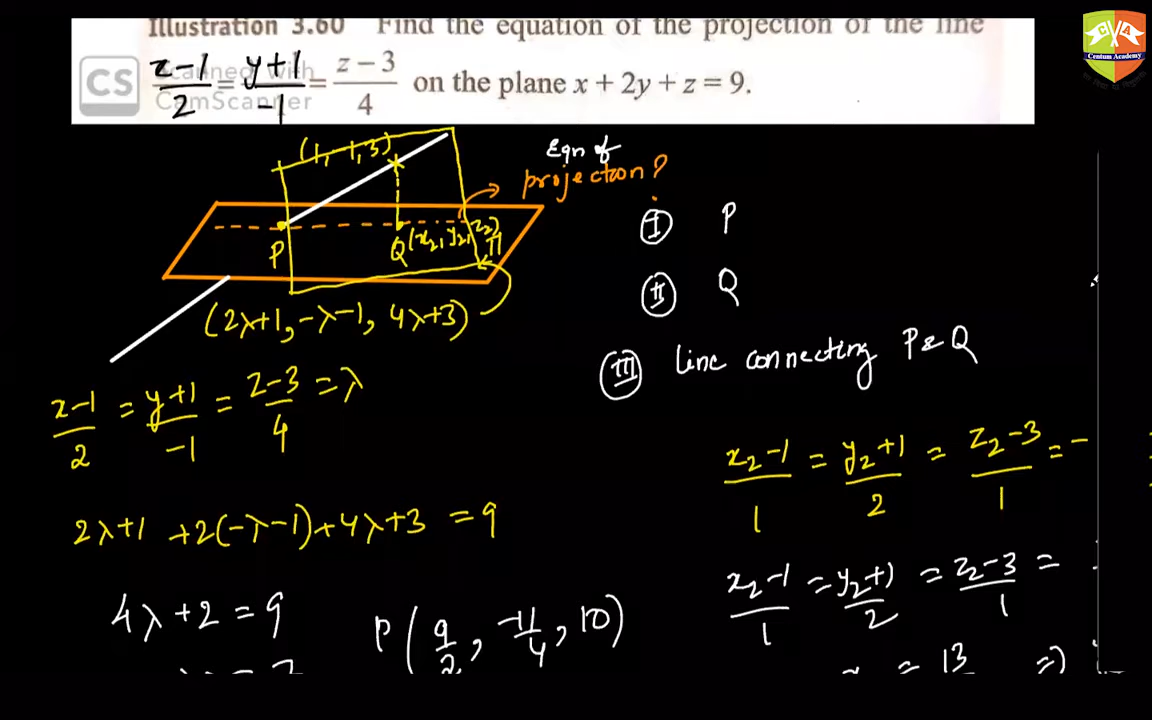 Illustration 3.60 Find the equation of the projection of the line
CS Scanned with CamScanner
x-1/2 = y+1/-1 = z-3/4 on the plane x + 2y + z = 9.
Centum Academy
(1, -1, 3)
Eqn of
projection?
P
Q(x2, y2, z2)
π
(2λ+1, -λ-1, 4λ+3)
x-1/2 = y+1/-1 = z-3/4 = λ
2λ+1 +2(-λ-1)+4λ+3 = 9
4λ+2 = 9
P(9/2, -11/4, 10)
I P
II Q
III Line connecting P & Q
x2-1/1 = y2+1/2 = z2-3/1 = -
x2-1/1 = y2+1/2 = z2-3/1 =
= 13 ⇒